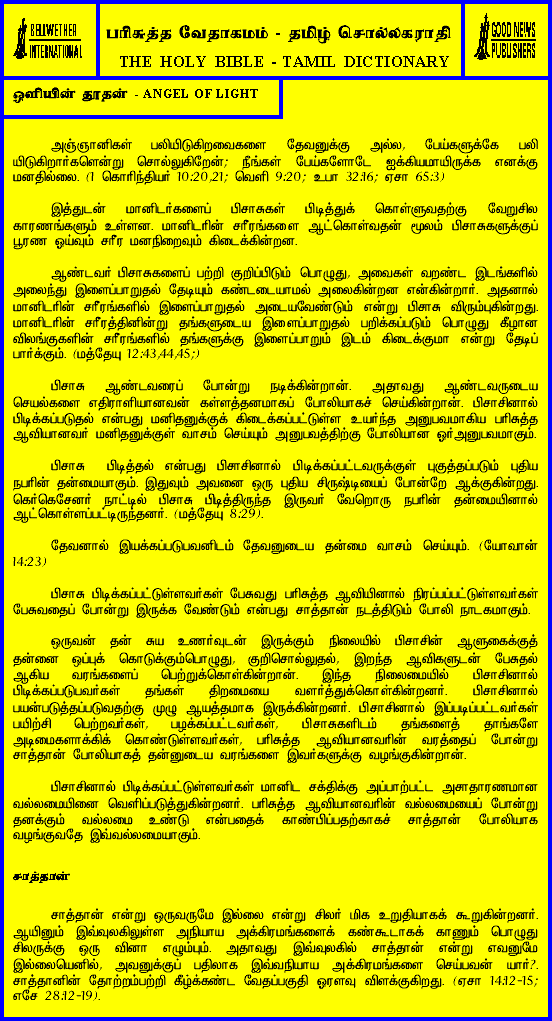 BELLWETHER
INTERNATIONAL
பரிசுத்த வேதாகமம் - தமிழ் சொல்லகராதி
THE HOLY BIBLE - TAMIL DICTIONARY
GOOD NEWS
PUBLISHERS
ஒளியின் தூதன் - ANGEL OF LIGHT
அஞ்ஞானிகள் பலியிடுகிறவைகளை தேவனுக்கு அல்ல, பேய்களுக்கே பலி
யிடுகிறார்களென்று சொல்லுகிறேன்; நீங்கள் பேய்களோடே ஐக்கியமாயிருக்க எனக்கு
மனதில்லை. (1 கொரிந்தியர் 10:20,21; வெளி 9:20; உபா 32:16; ஏசா 65:3)
இத்துடன் மானிடர்களைப் பிசாசுகள் பிடித்துக் கொள்ளுவதற்கு வேறுசில
காரணங்களும் உள்ளன. மானிடரின் சரீரங்களை ஆட்கொள்வதன் மூலம் பிசாசுகளுக்குப்
பூரண ஓய்வும் சரீர மனநிறைவும் கிடைக்கின்றன.
ஆண்டவர் பிசாசுகளைப் பற்றி குறிப்பிடும் பொழுது, அவைகள் வறண்ட இடங்களில்
அலைந்து இளைப்பாறுதல் தேடியும் கண்டடையாமல் அலைகின்றன என்கின்றார். அதனால்
மானிடரின் சரீரங்களில் இளைப்பாறுதல் அடையவேண்டும் என்று பிசாசு விரும்புகின்றது.
மானிடரின் சரீரத்தினின்று தங்களுடைய இளைப்பாறுதல் பறிக்கப்படும் பொழுது கீழான
விலங்குகளின் சரீரங்களில் தங்களுக்கு இளைப்பாறும் இடம் கிடைக்குமா என்று தேடிப்
பார்க்கும். (மத்தேயு 12:43,44,45;)
பிசாசு ஆண்டவரைப் போன்று நடிக்கின்றான். அதாவது ஆண்டவருடைய
செயல்களை எதிராளியானவன் கள்ளத்தனமாகப் போலியாகச் செய்கின்றான். பிசாசினால்
பிடிக்கப்படுதல் என்பது மனிதனுக்குக் கிடைக்கப்பட்டுள்ள உயர்ந்த அனுபவமாகிய பரிசுத்த
ஆவியானவர் மனிதனுக்குள் வாசம் செய்யும் அனுபவத்திற்கு போலியான ஓர்அனுபவமாகும்.
பிசாசு பிடித்தல் என்பது பிசாசினால் பிடிக்கப்பட்டவருக்குள் புகுத்தப்படும் புதிய
நபரின் தன்மையாகும். இதுவும் அவனை ஒரு புதிய சிருஷ்டியைப் போன்றே ஆக்குகின்றது.
கெர்கெசேனர் நாட்டில் பிசாசு பிடித்திருந்த இருவர் வேறொரு நபரின் தன்மையினால்
ஆட்கொள்ளப்பட்டிருந்தனர். (மத்தேயு 8:29).
தேவனால் இயக்கப்படுபவனிடம் தேவனுடைய தன்மை வாசம் செய்யும். (யோவான்
14:23)
பிசாசு பிடிக்கப்பட்டுள்ளவர்கள் பேசுவது பரிசுத்த ஆவியினால் நிரப்பப்பட்டுள்ளவர்கள்
பேசுவதைப் போன்று இருக்க வேண்டும் என்பது சாத்தான் நடத்திடும் போலி நாடகமாகும்.
ஒருவன் தன் சுய உணர்வுடன் இருக்கும் நிலையில் பிசாசின் ஆளுகைக்குத்
தன்னை ஒப்புக் கொடுக்கும்பொழுது, குறிசொல்லுதல், இறந்த ஆவிகளுடன் பேசுதல்
ஆகிய வரங்களைப் பெற்றுக்கொள்கின்றான். இந்த நிலைமையில் பிசாசினால்
பிடிக்கப்படுபவர்கள் தங்கள் திறமையை வளர்த்துக்கொள்கின்றனர். பிசாசினால்
பயன்படுத்தப்படுவதற்கு முழு ஆயத்தமாக இருக்கின்றனர். பிசாசினால் இப்படிப்பட்டவர்கள்
பயிற்சி பெற்றவர்கள், பழக்கப்பட்டவர்கள், பிசாசுகளிடம் தங்களைத் தாங்களே
அடிமைகளாக்கிக் கொண்டுள்ளவர்கள், பரிசுத்த ஆவியானவரின் வரத்தைப் போன்று
சாத்தான் போலியாகத் தன்னுடைய வரங்களை இவர்களுக்கு வழங்குகின்றான்.
பிசாசினால் பிடிக்கப்பட்டுள்ளவர்கள் மானிட சக்திக்கு அப்பாற்பட்ட அசாதாரணமான
வல்லமையினை வெளிப்படுத்துகின்றனர். பரிசுத்த ஆவியானவரின் வல்லமையைப் போன்று
தனக்கும் வல்லமை உண்டு என்பதைக் காண்பிப்பதற்காகச் சாத்தான் போலியாக
வழங்குவதே இவ்வல்லமையாகும்.
சாத்தான்
சாத்தான் என்று ஒருவருமே இல்லை என்று சிலர் மிக உறுதியாகக் கூறுகின்றனர்.
ஆயினும் இவ்வுலகிலுள்ள அநியாய அக்கிரமங்களைக் கண்கூடாகக் காணும் பொழுது
சிலருக்கு ஒரு வினா எழும்பும். அதாவது இவ்வுலகில் சாத்தான் என்று எவனுமே
இல்லையெனில், அவனுக்குப் பதிலாக இவ்வநியாய அக்கிரமங்களை செய்பவன் யார்?.
சாத்தானின் தோற்றம்பற்றி கீழ்க்கண்ட வேதப்பகுதி ஓரளவு விளக்குகிறது. (ஏசா 14:12-15;
எசே 28:12-19).